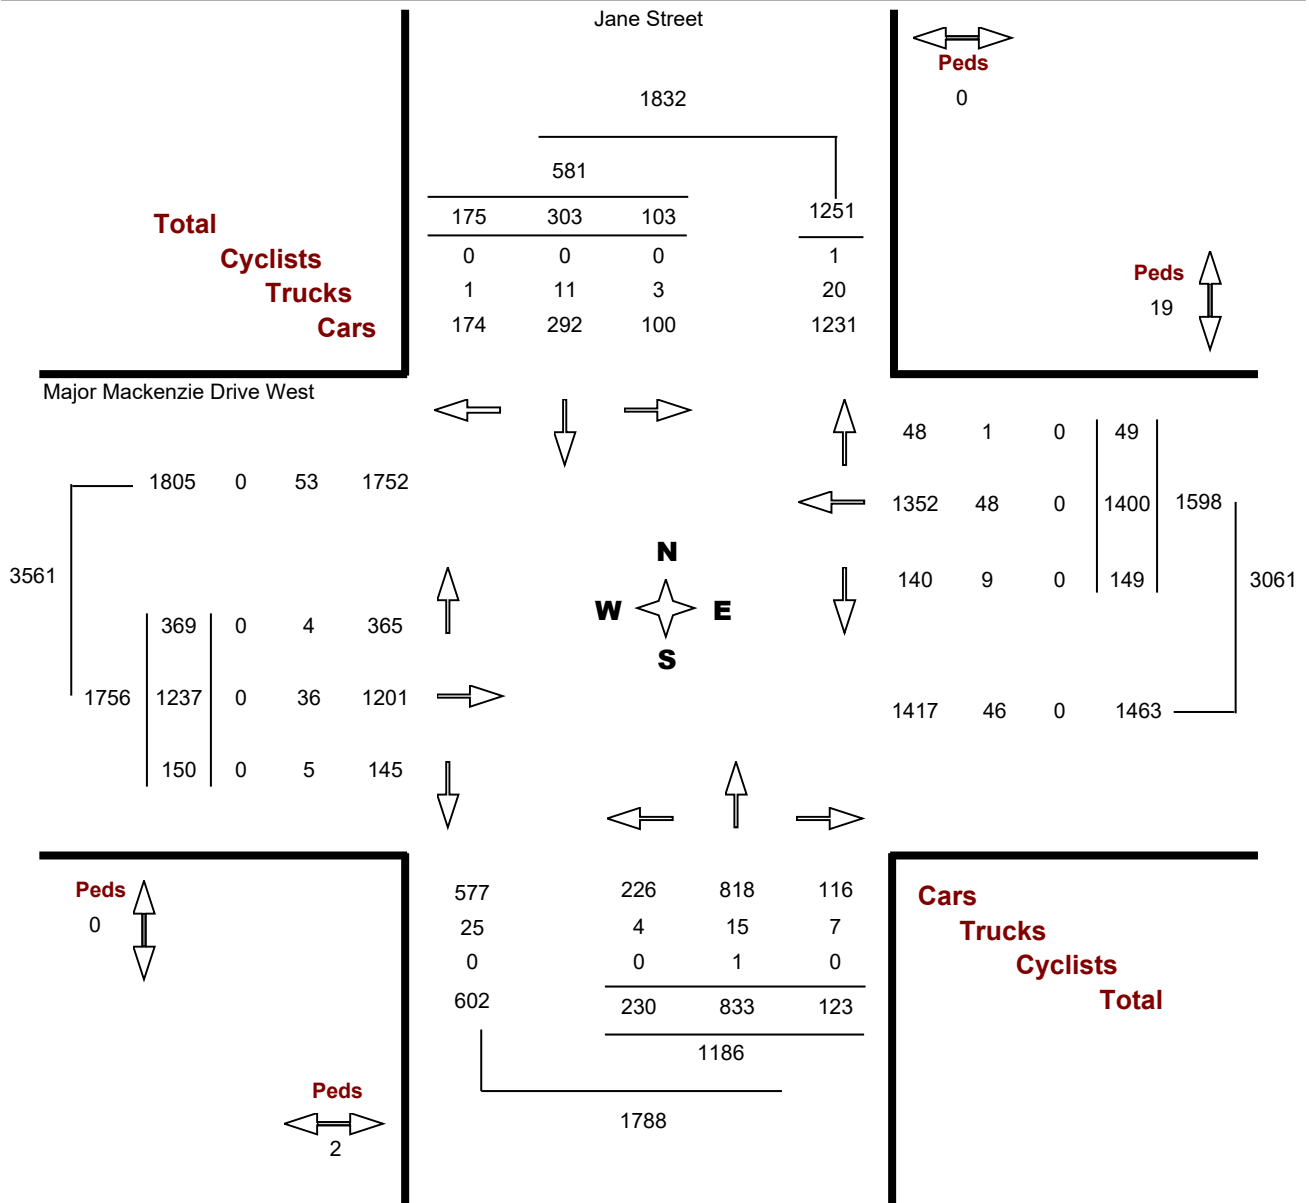 Jane Street
Peds
0
1832
581
175 303 103 1251
Total
0 0 0 1
Cyclists
1 11 3 20
Trucks
174 292 100 1231
Cars
Peds
19
Major Mackenzie Drive West
48 1 0 49
1805 0 53 1752
1352 48 0 1400 1598
N
3561
140 9 0 149 3061
W E
369 0 4 365
S
1756 1237 0 36 1201
1417 46 0 1463
150 0 5 145
Peds
0
577 226 818 116
25 4 15 7
0 0 1 0
602 230 833 123
1186
1788
Cars
Trucks
Cyclists
Total
Peds
2